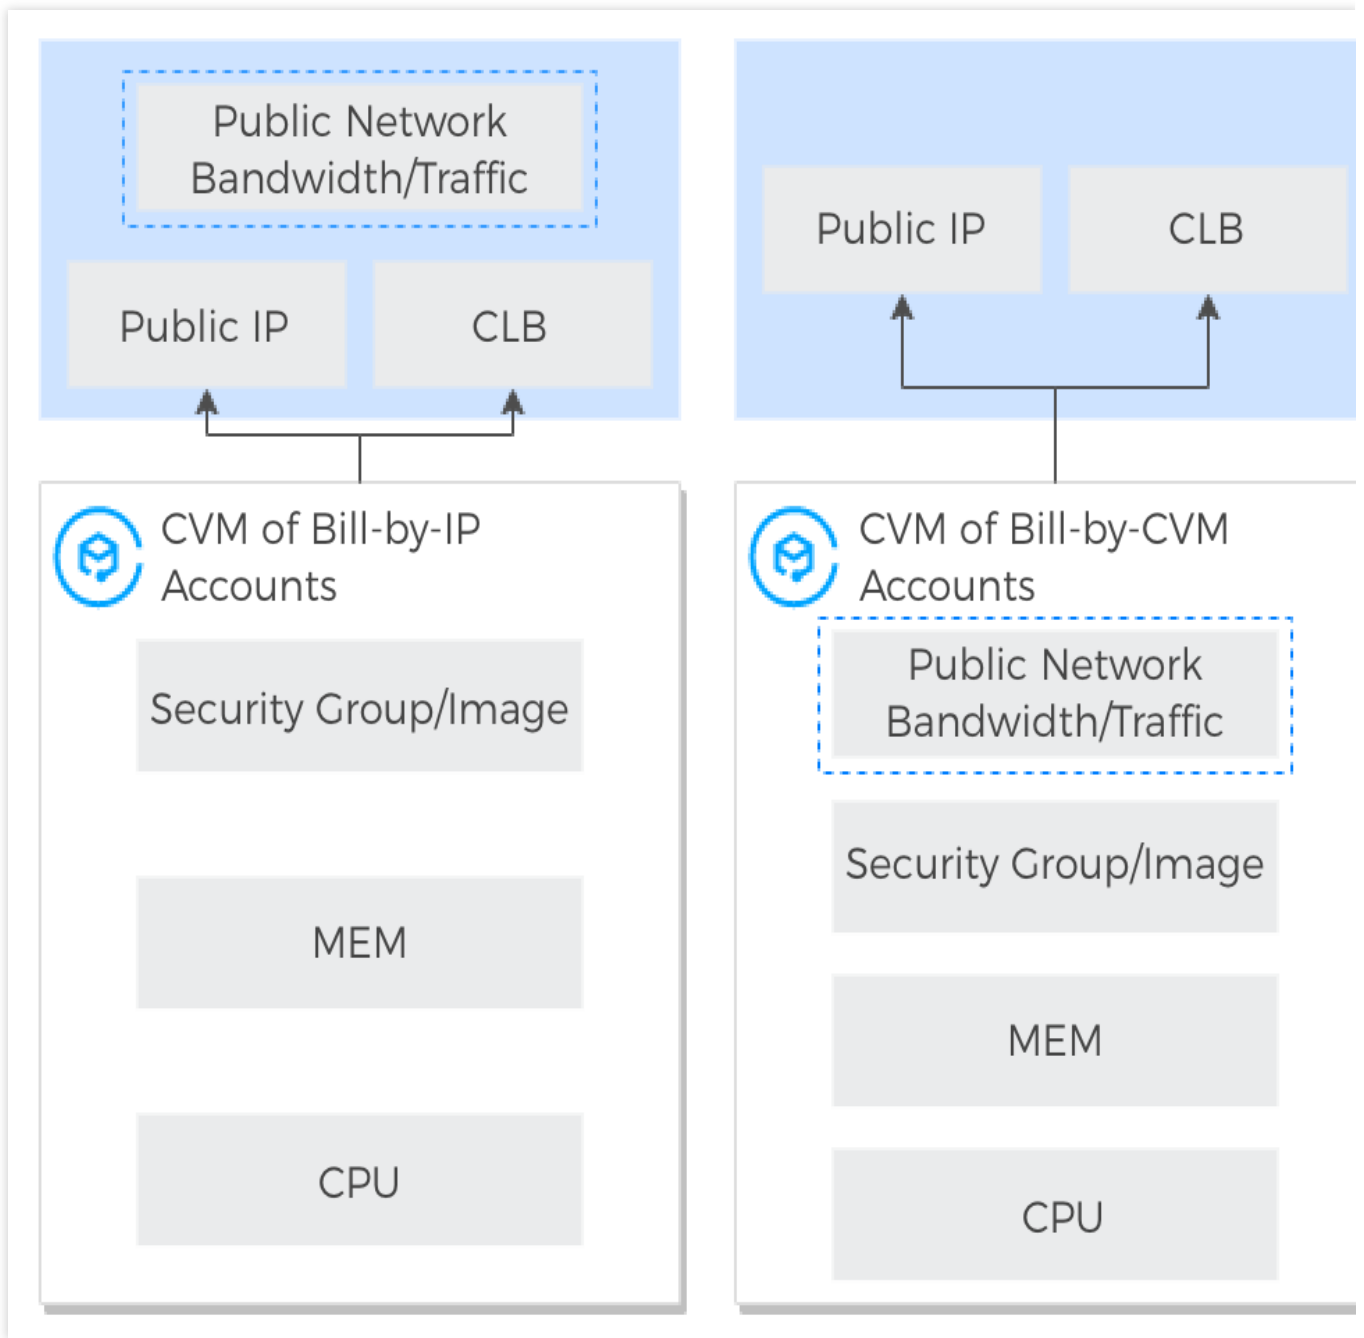 Public Network
Bandwidth/Traffic
Public IP
CLB
CVM of Bill-by-IP
Accounts
Security Group/Image
MEM
CPU
Public IP
CLB
CVM of Bill-by-CVM
Accounts
Public Network
Bandwidth/Traffic
Security Group/Image
MEM
CPU